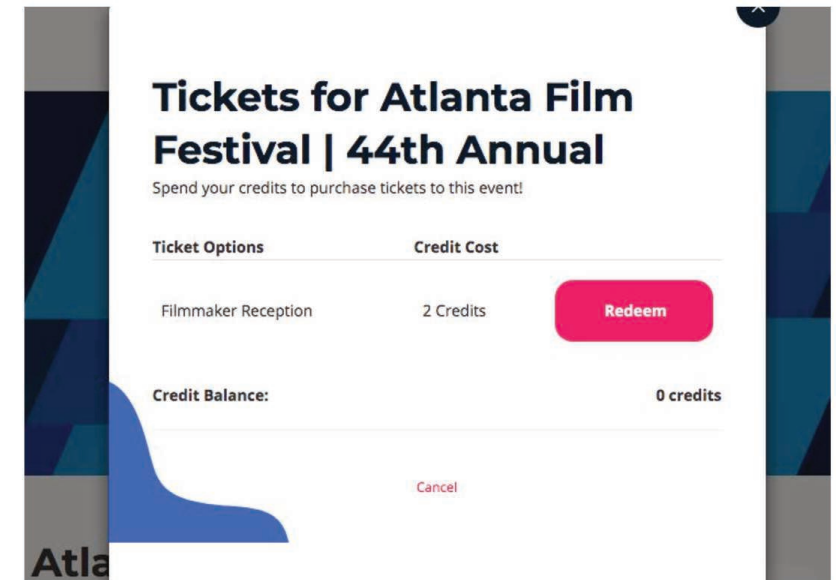 Tickets for Atlanta Film
Festival | 44th Annual
Spend your credits to purchase tickets to this event!
Ticket Options Credit Cost
Filmmaker Reception 2 Credits Redeem
Credit Balance: 0 credits
Cancel
Atla